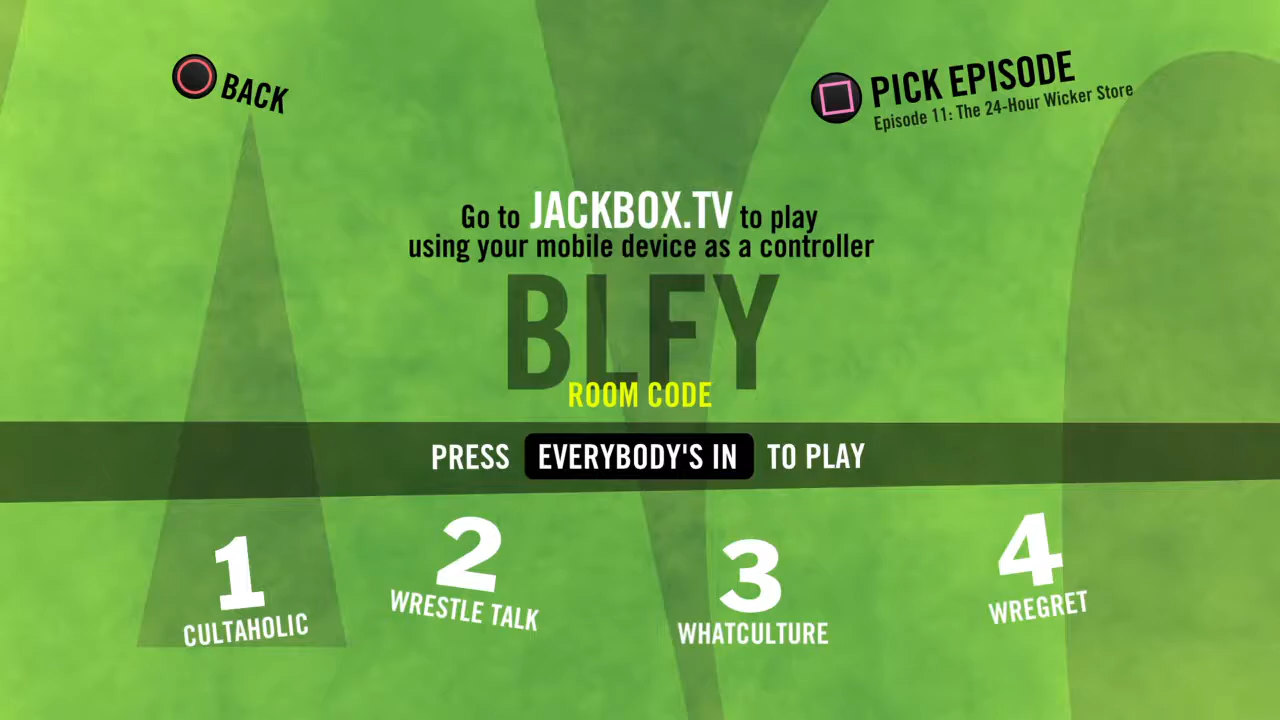 BACK
PICK EPISODE
Episode 11: The 24-Hour Wicker Store
Go to JACKBOX.TV to play
using your mobile device as a controller
BLFY
ROOM CODE
PRESS EVERYBODY'S IN TO PLAY
1
CULTAHOLIC
2
WRESTLE TALK
3
WHATCULTURE
4
WREGRET